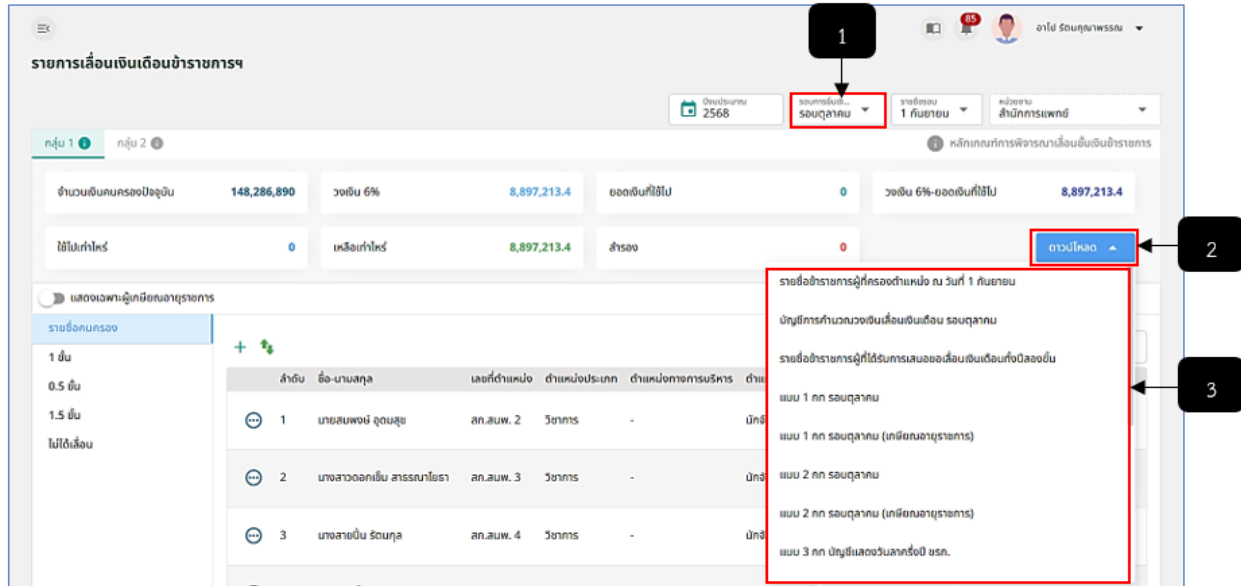 1
85
อาโป รัตนคุณาพรรณ
รายการเลื่อนเงินเดือนข้าราชการฯ
ปีงบประมาณ
2568
รอบการขึ้นเงิ...
รอบตุลาคม
รายชื่อรอบ
1 กันยายน
หน่วยงาน
สำนักการแพทย์
กลุ่ม 1 กลุ่ม 2
หลักเกณฑ์การพิจารณาเลื่อนขั้นเงินข้าราชการ
จำนวนเงินคนครองปัจจุบัน 148,286,890 วงเงิน 6% 8,897,213.4 ยอดเงินที่ใช้ไป 0 วงเงิน 6%-ยอดเงินที่ใช้ไป 8,897,213.4
ใช้ไปเท่าไหร่ 0 เหลือเท่าไหร่ 8,897,213.4 สำรอง 0 ดาวน์โหลด 2
แสดงเฉพาะผู้เกษียณอายุราชการ
รายชื่อคนครอง
1 ขั้น
0.5 ขั้น
1.5 ขั้น
ไม่ได้เลื่อน
ลำดับ ชื่อ-นามสกุล เลขที่ตำแหน่ง ตำแหน่งประเภท ตำแหน่งทางการบริหาร
1 นายสมพงษ์ อุดมสุข สก.สนพ. 2 วิชาการ -
2 นางสาวดอกเข็ม สารรณาโยธา สก.สนพ. 3 วิชาการ -
3 นางสายปิ่น รัตนกุล สก.สนพ. 4 วิชาการ -
รายชื่อข้าราชการผู้ที่ครองตำแหน่ง ณ วันที่ 1 กันยายน
บัญชีการคำนวณวงเงินเลื่อนเงินเดือน รอบตุลาคม
รายชื่อข้าราชการผู้ที่ได้รับการเสนอขอเลื่อนเงินเดือนทั้งปีสองขั้น
แบบ 1 กท รอบตุลาคม
แบบ 1 กท รอบตุลาคม (เกษียณอายุราชการ)
แบบ 2 กท รอบตุลาคม
แบบ 2 กท รอบตุลาคม (เกษียณอายุราชการ)
แบบ 3 กท บัญชีแสดงวันลาครึ่งปี ขรก.
3